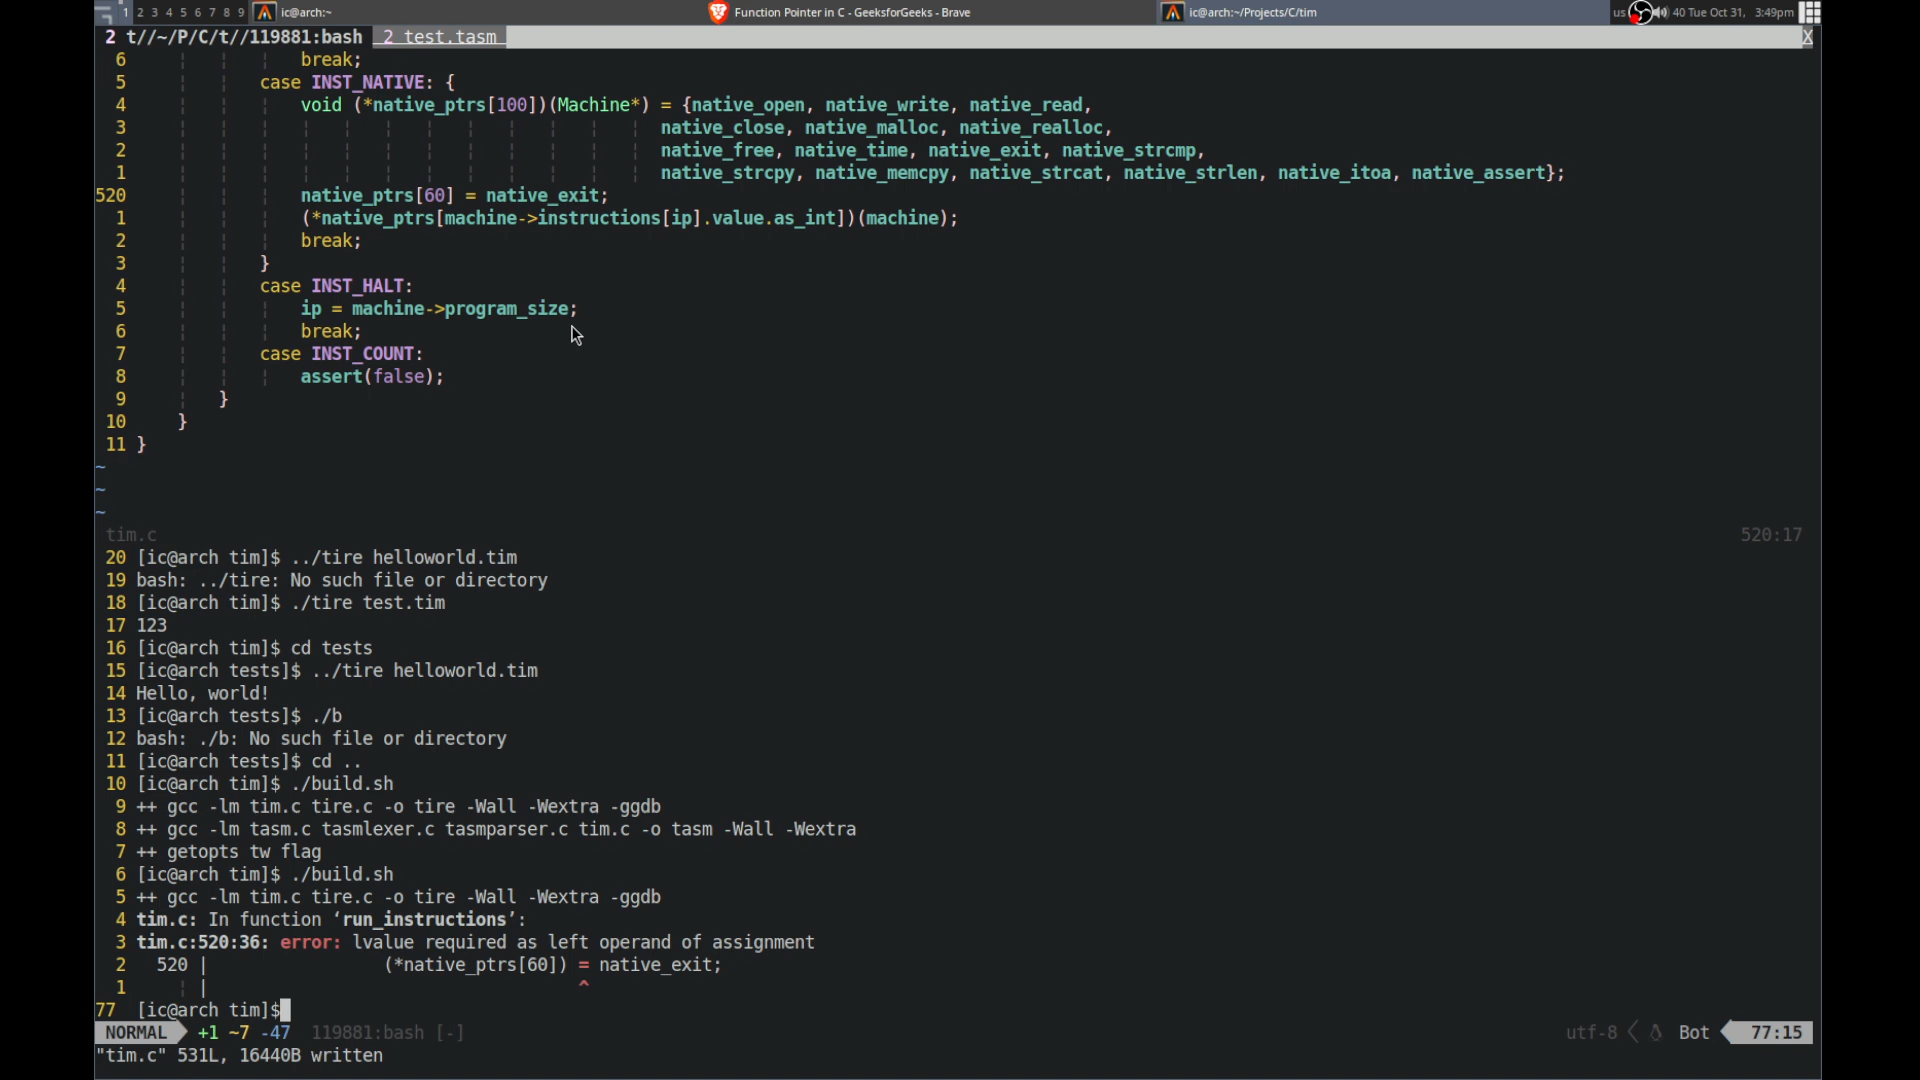 1 2 3 4 5 6 7 8 9 ic@arch:~ Function Pointer in C - GeeksforGeeks - Brave ic@arch:~/Projects/C/tim us 40 Tue Oct 31, 3:49pm
2 t//~/P/C/t//119881:bash 2 test.tasm X
6 break;
5 case INST_NATIVE: {
4 void (*native_ptrs[100])(Machine*) = {native_open, native_write, native_read,
3 native_close, native_malloc, native_realloc,
2 native_free, native_time, native_exit, native_strcmp,
1 native_strcpy, native_memcpy, native_strcat, native_strlen, native_itoa, native_assert};
520 native_ptrs[60] = native_exit;
1 (*native_ptrs[machine->instructions[ip].value.as_int])(machine);
2 break;
3 }
4 case INST_HALT:
5 ip = machine->program_size;
6 break;
7 case INST_COUNT:
8 assert(false);
9 }
10 }
11 }
~
~
~
tim.c 520:17
20 [ic@arch tim]$ ../tire helloworld.tim
19 bash: ../tire: No such file or directory
18 [ic@arch tim]$ ./tire test.tim
17 123
16 [ic@arch tim]$ cd tests
15 [ic@arch tests]$ ../tire helloworld.tim
14 Hello, world!
13 [ic@arch tests]$ ./b
12 bash: ./b: No such file or directory
11 [ic@arch tests]$ cd ..
10 [ic@arch tim]$ ./build.sh
9 ++ gcc -lm tim.c tire.c -o tire -Wall -Wextra -ggdb
8 ++ gcc -lm tasm.c tasmlexer.c tasmparser.c tim.c -o tasm -Wall -Wextra
7 ++ getopts tw flag
6 [ic@arch tim]$ ./build.sh
5 ++ gcc -lm tim.c tire.c -o tire -Wall -Wextra -ggdb
4 tim.c: In function ‘run_instructions’:
3 tim.c:520:36: error: lvalue required as left operand of assignment
2 520 | (*native_ptrs[60]) = native_exit;
1 | ^
77 [ic@arch tim]$
NORMAL +1 ~7 -47 119881:bash [-] utf-8 Bot 77:15
"tim.c" 531L, 16440B written